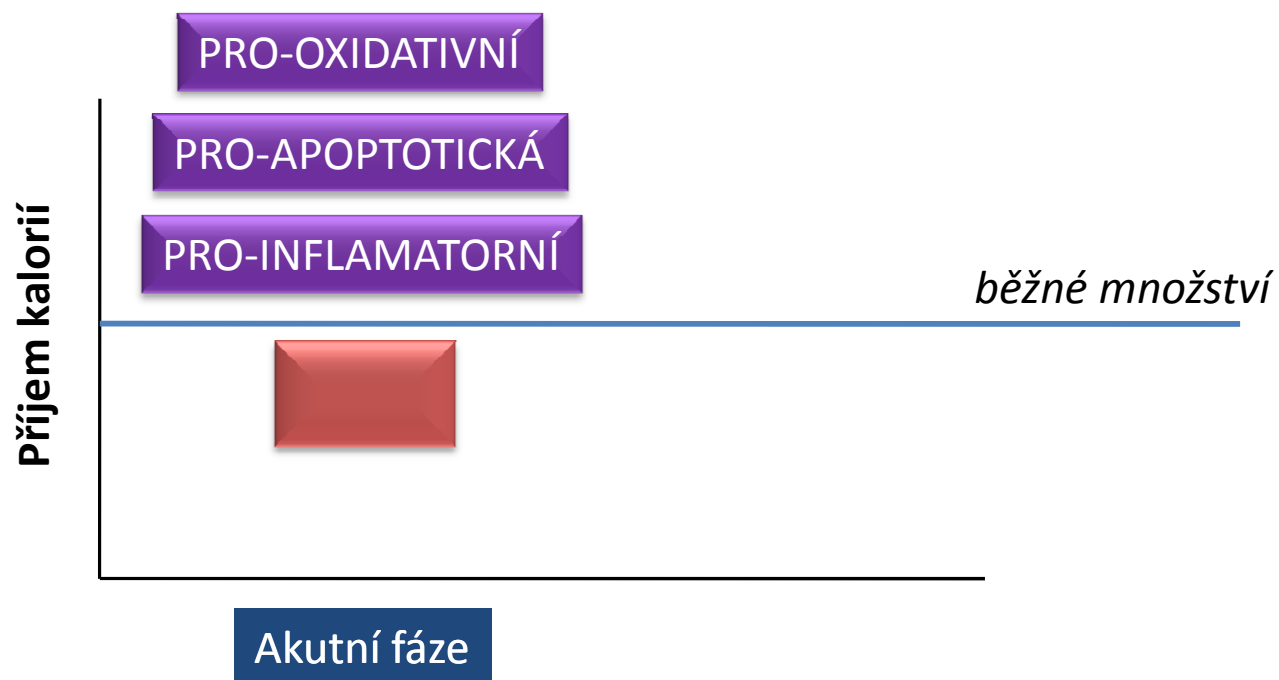 PRO-OXIDATIVNÍ
PRO-APOPTOTICKÁ
PRO-INFLAMATORNÍ
běžné množství
Příjem kalorií
Akutní fáze